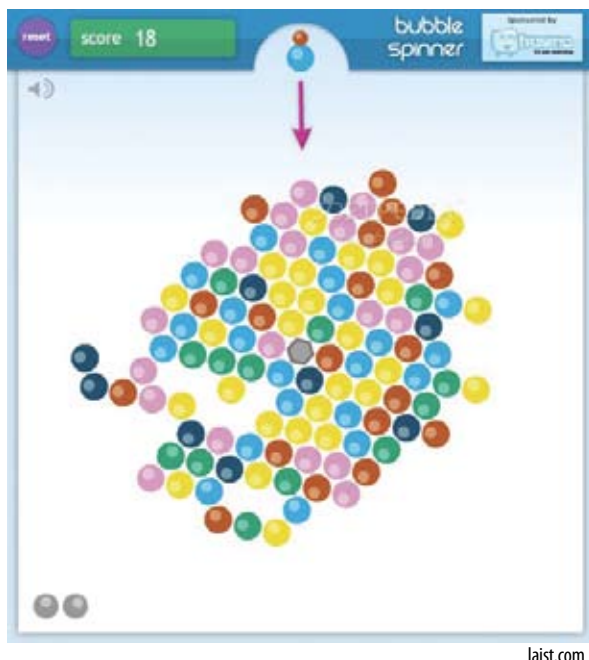 reset
score 18
bubble
spinner
Sponsored by
laist.com